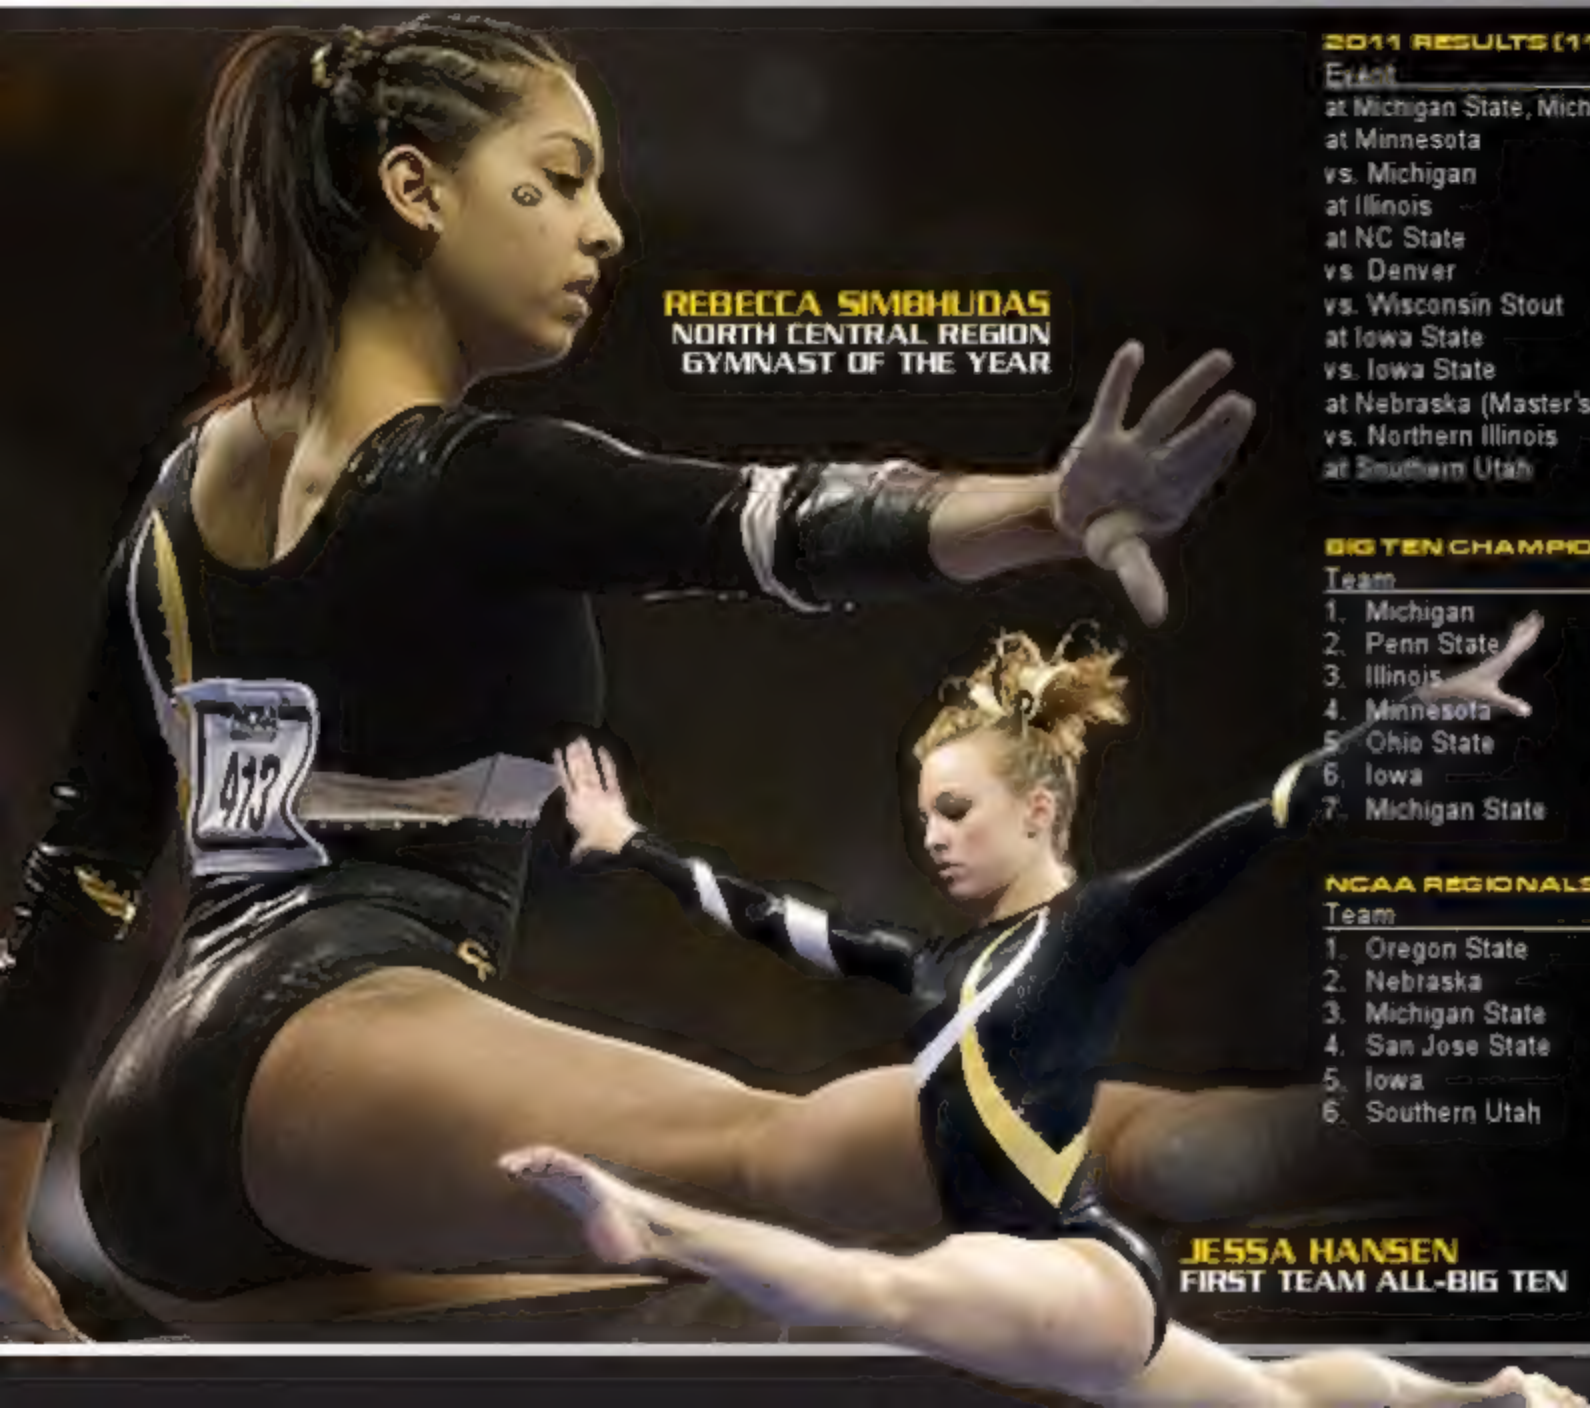 2011 RESULTS (11
Event
at Michigan State, Mich
at Minnesota
vs. Michigan
at Illinois
at NC State
vs. Denver
vs. Wisconsin Stout
at Iowa State
vs. Iowa State
at Nebraska (Master's
vs. Northern Illinois
at Southern Utah
REBECCA SIMBHUDAS
NORTH CENTRAL REGION
GYMNAST OF THE YEAR
BIG TEN CHAMPIO
Team
1. Michigan
2. Penn State
3. Illinois
4. Minnesota
5. Ohio State
6. Iowa
7. Michigan State
NCAA
413
NCAA REGIONALS
Team
1. Oregon State
2. Nebraska
3. Michigan State
4. San Jose State
5. Iowa
6. Southern Utah
GK
JESSA HANSEN
FIRST TEAM ALL-BIG TEN